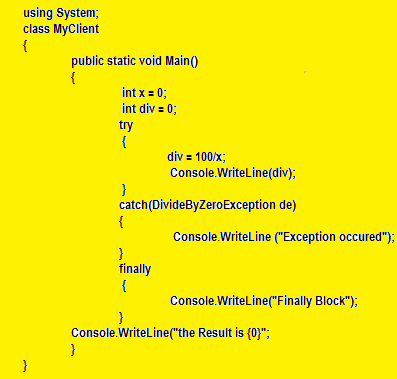 using System;
class MyClient
{
public static void Main()
{
int x = 0;
int div = 0;
try
{
div = 100/x;
Console.WriteLine(div);
}
catch(DivideByZeroException de)
{
Console.WriteLine ("Exception occured");
}
finally
{
Console.WriteLine("Finally Block");
}
Console.WriteLine("the Result is {0}";
}
}